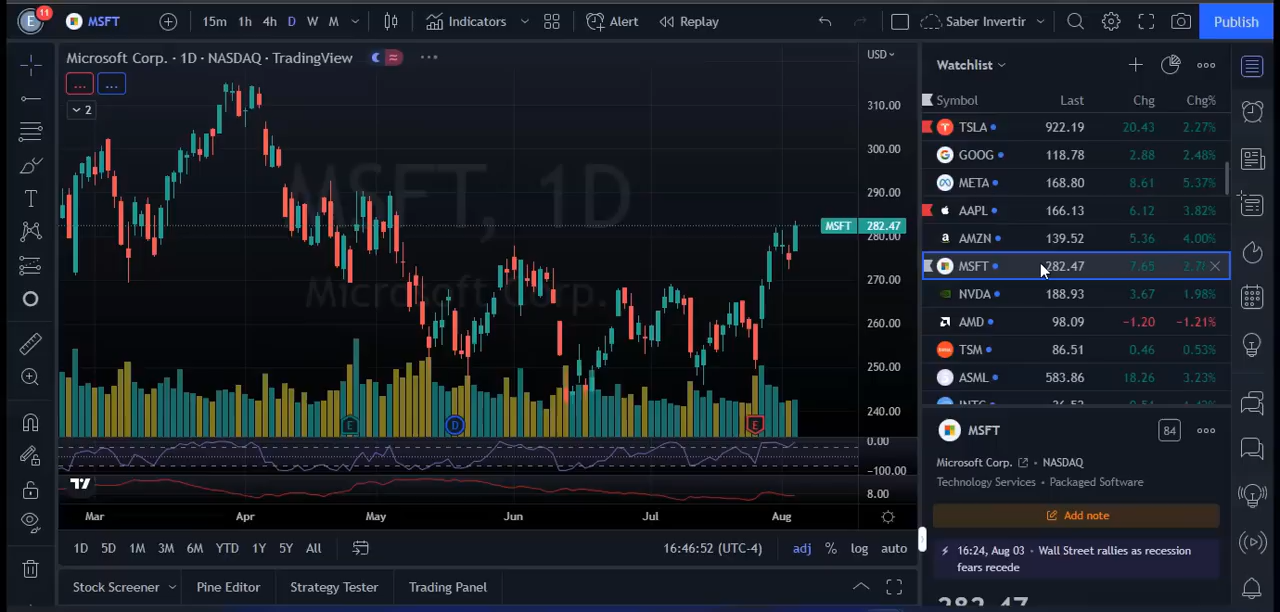 E 11 MSFT 15m 1h 4h D W M Indicators Alert Replay Saber Invertir Publish
Microsoft Corp. · 1D · NASDAQ · TradingView
... ...
2
MSFT, 1D
Microsoft Corp.
USD
310.00
300.00
290.00
MSFT 282.47
280.00
270.00
260.00
250.00
240.00
0.00
-100.00
8.00
E D E
Mar Apr May Jun Jul Aug
1D 5D 1M 3M 6M YTD 1Y 5Y All 16:46:52 (UTC-4) adj % log auto
Stock Screener Pine Editor Strategy Tester Trading Panel
Watchlist
Symbol Last Chg Chg%
TSLA 922.19 20.43 2.27%
GOOG 118.78 2.88 2.48%
META 168.80 8.61 5.37%
AAPL 166.13 6.12 3.82%
AMZN 139.52 5.36 4.00%
MSFT 282.47 7.65
NVDA 188.93 3.67 1.98%
AMD 98.09 −1.20 −1.21%
TSM 86.51 0.46 0.53%
ASML 583.86 18.26 3.23%
MSFT 84
Microsoft Corp. • NASDAQ
Technology Services • Packaged Software
Add note
16:24, Aug 03 • Wall Street rallies as recession
fears recede
282.47